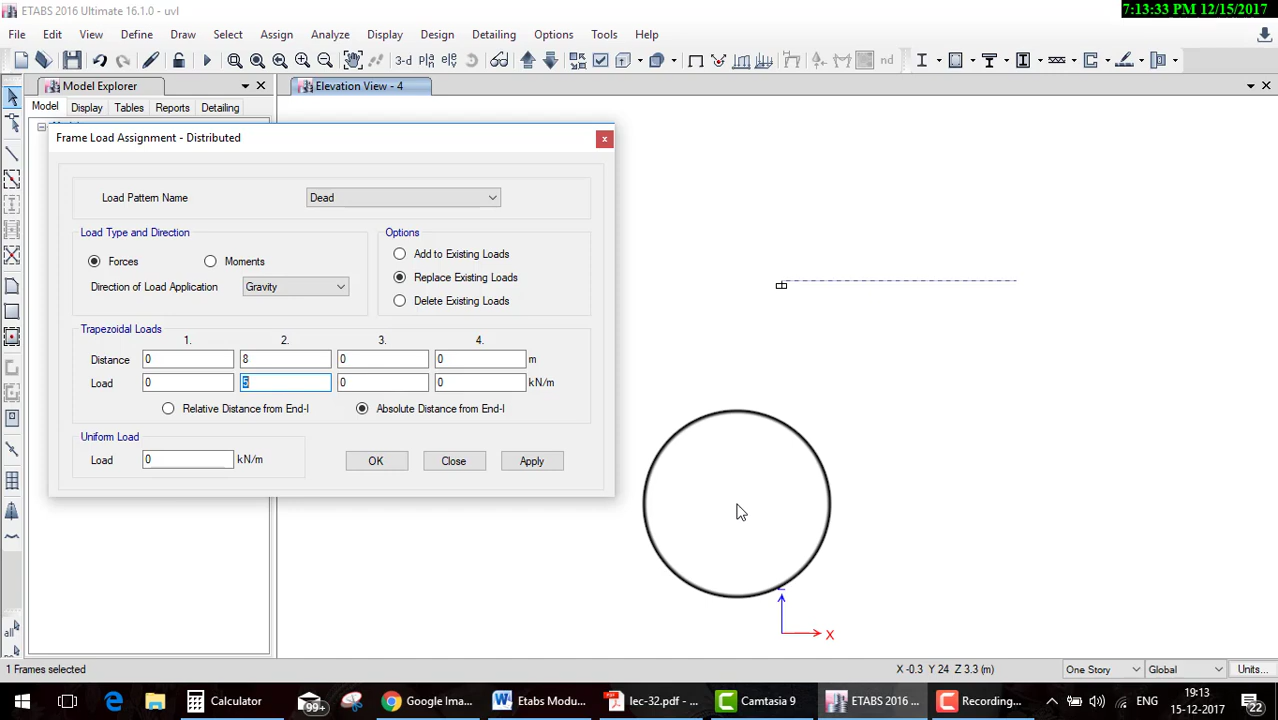 ETABS 2016 Ultimate 16.1.0 - uvl
7:13:33 PM 12/15/2017
File Edit View Define Draw Select Assign Analyze Display Design Detailing Options Tools Help
3-d nd
Model Explorer
Elevation View - 4
Model Display Tables Reports Detailing
Frame Load Assignment - Distributed
x
Load Pattern Name Dead
Load Type and Direction
Forces Moments
Direction of Load Application Gravity
Options
Add to Existing Loads
Replace Existing Loads
Delete Existing Loads
Trapezoidal Loads
1. 2. 3. 4.
Distance 0 8 0 0 m
Load 0 5 0 0 kN/m
Relative Distance from End-I Absolute Distance from End-I
Uniform Load
Load 0 kN/m
OK Close Apply
X
all
1 Frames selected
X -0.3 Y 24 Z 3.3 (m)
One Story Global Units...
Calculator
99+
Google Ima...
Etabs Modu...
lec-32.pdf - ...
Camtasia 9
ETABS 2016 ...
Recording...
ENG
19:13
15-12-2017
22